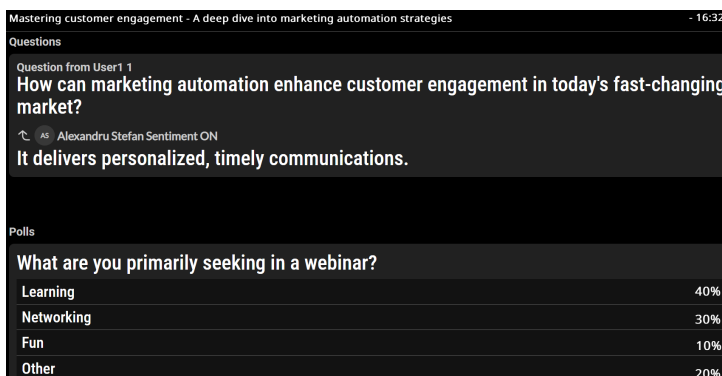 Mastering customer engagement - A deep dive into marketing automation strategies - 16:32
Questions
Question from User1 1
How can marketing automation enhance customer engagement in today's fast-changing
market?
AS Alexandru Stefan Sentiment ON
It delivers personalized, timely communications.
Polls
What are you primarily seeking in a webinar?
Learning 40%
Networking 30%
Fun 10%
Other 20%